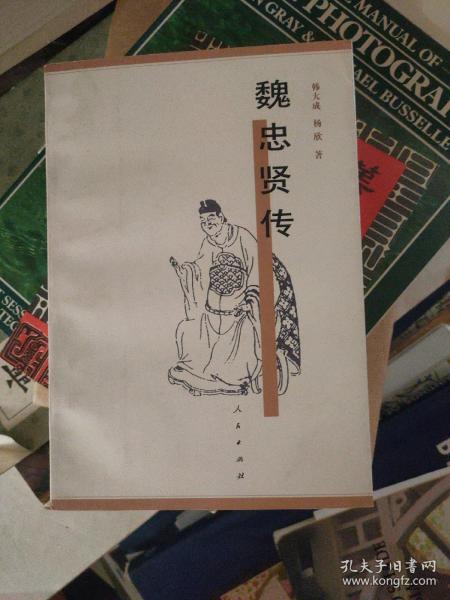 魏忠贤传
韩大成 杨欣 著
人民出版社
MANUAL OF
PHOTOGRAP
N GRAY &
AEL BUSSELLE
孔夫子旧书网
www.kongfz.com